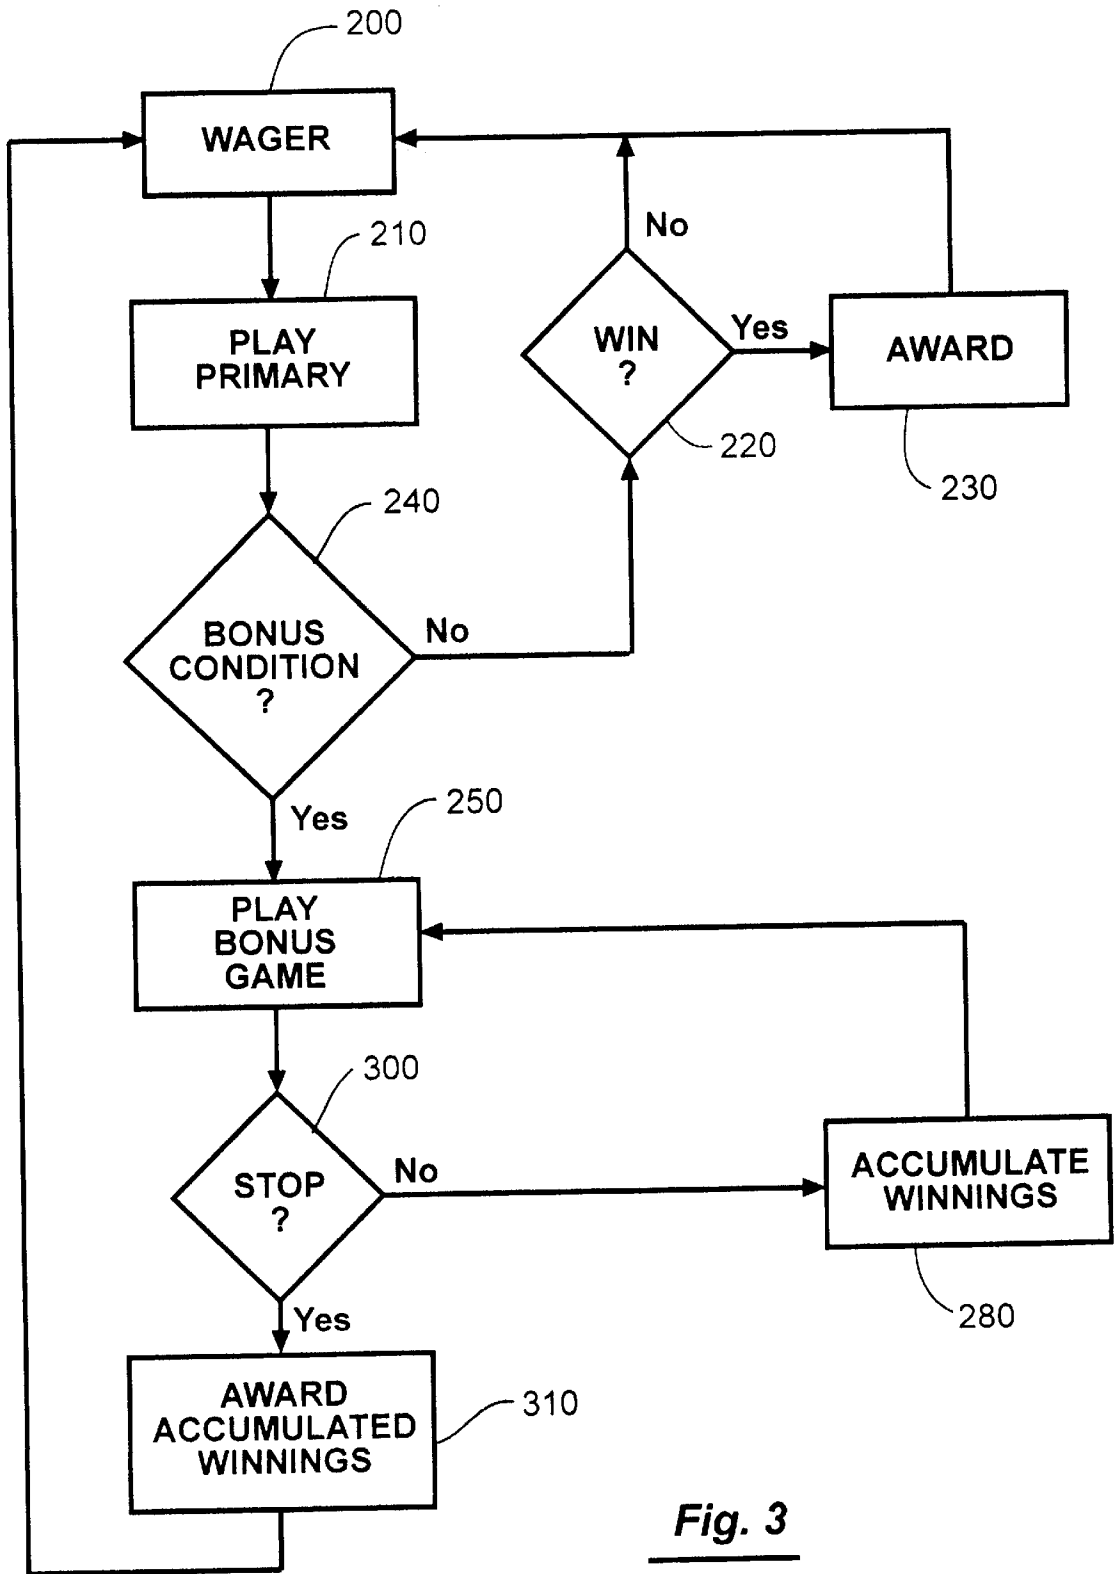 200
WAGER
210
No
PLAY
PRIMARY
WIN
?
Yes
AWARD
220
230
240
BONUS
CONDITION
?
No
Yes
250
PLAY
BONUS
GAME
300
STOP
?
No
ACCUMULATE
WINNINGS
280
Yes
AWARD
ACCUMULATED
WINNINGS
310
Fig. 3